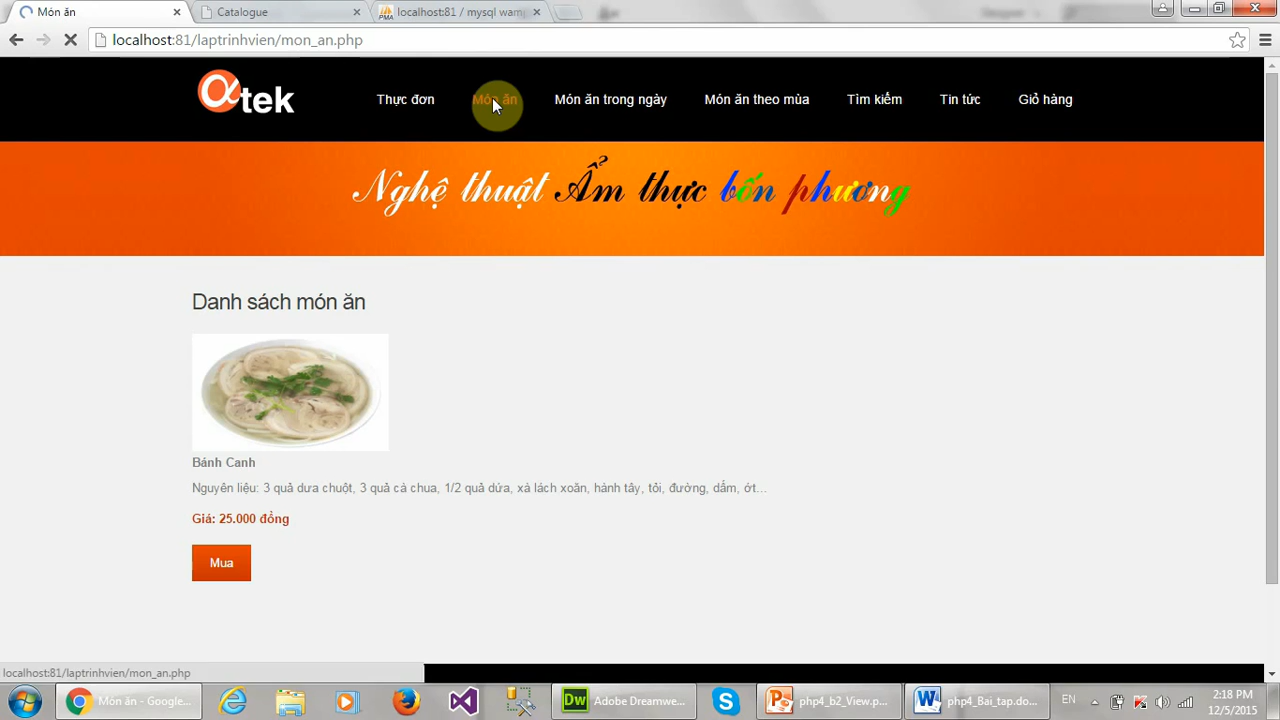 Món ăn
Catalogue
localhost:81 / mysql wamp
localhost:81/laptrinhvien/mon_an.php
αtek
Thực đơn
Món ăn
Món ăn trong ngày
Món ăn theo mùa
Tìm kiếm
Tin tức
Giỏ hàng
Nghệ thuật Ẩm thực bốn phương
Danh sách món ăn
Bánh Canh
Nguyên liệu: 3 quả dưa chuột, 3 quả cà chua, 1/2 quả dứa, xà lách xoăn, hành tây, tỏi, đường, dấm, ớt...
Giá: 25.000 đồng
Mua
localhost:81/laptrinhvien/mon_an.php
Món ăn - Google...
Dw
Adobe Dreamwe...
php4_b2_View.p...
php4_Bai_tap.do...
EN
2:18 PM
12/5/2015